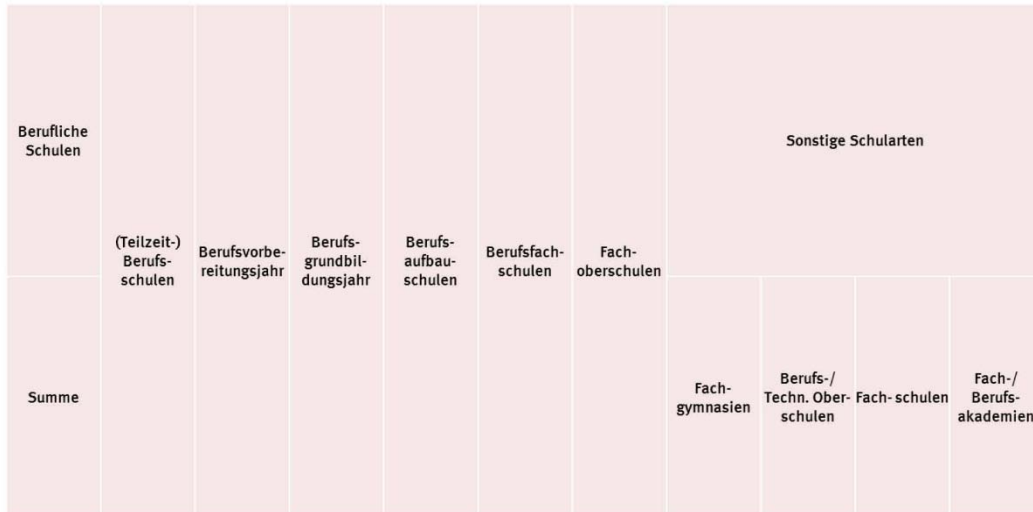 Berufliche
Schulen
Sonstige Schularten
(Teilzeit-)
Berufs-
schulen
Berufsvorbe-
reitungsjahr
Berufs-
grundbil-
dungsjahr
Berufs-
aufbau-
schulen
Berufsfach-
schulen
Fach-
oberschulen
Summe
Fach-
gymnasien
Berufs-/
Techn. Ober-
schulen
Fach- schulen
Fach-/
Berufs-
akademien